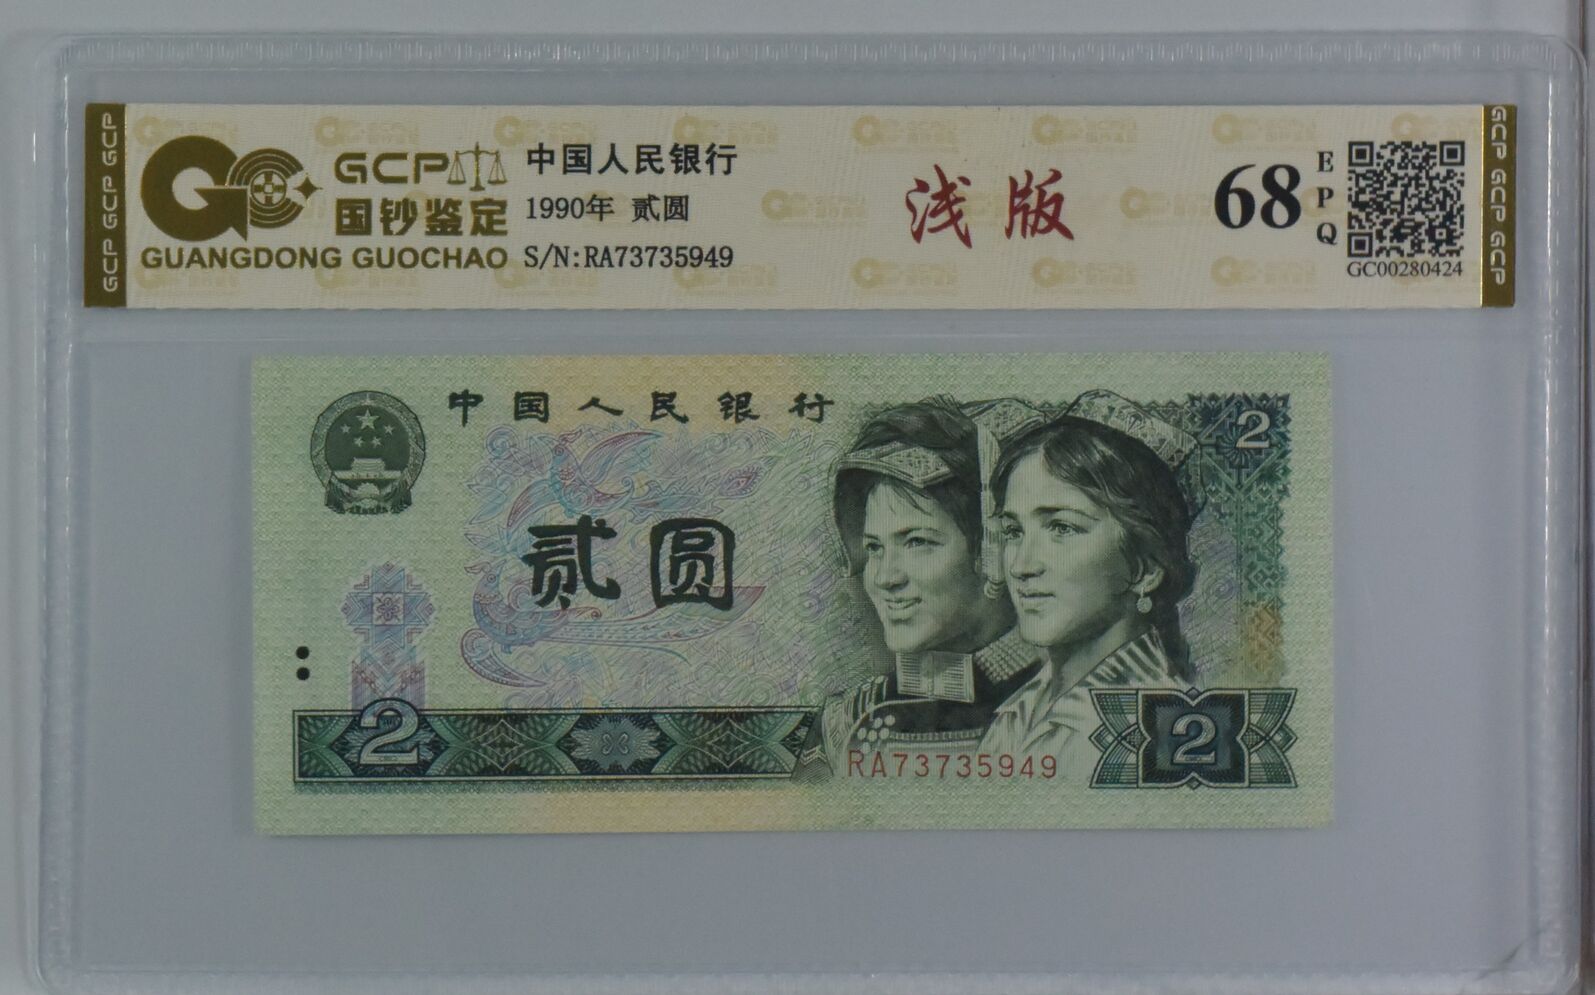 GCP
国钞鉴定
GUANGDONG GUOCHAO
中国人民银行
1990年 贰圆
S/N:RA73735949
浅版
68
EPQ
GC00280424
GCP GCP GCP
GCP GCP GCP
中国人民银行
2
贰圆
2
RA73735949
2